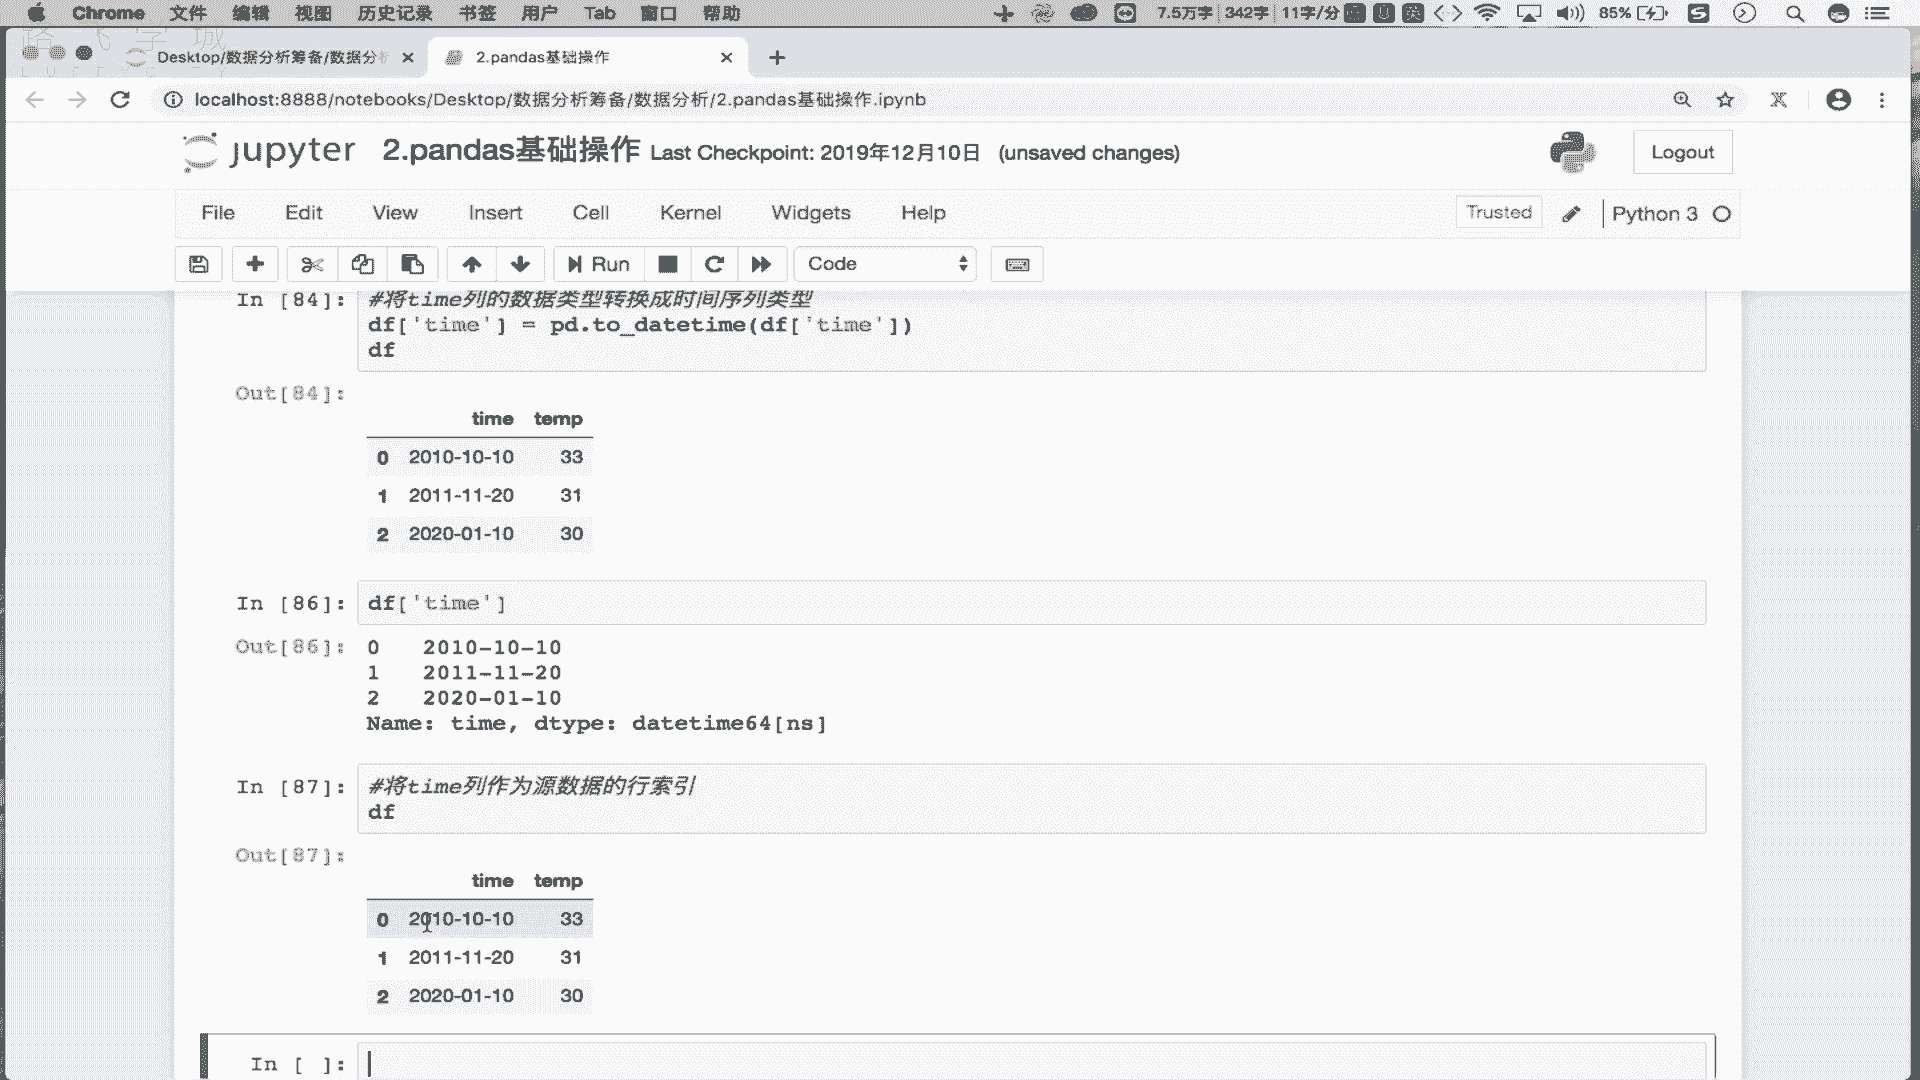 Chrome 文件 编辑 视图 历史记录 书签 用户 Tab 窗口 帮助 7.5万字 342字 11字/分 英 85%
Desktop/数据分析筹备/数据分析
2.pandas基础操作
localhost:8888/notebooks/Desktop/数据分析筹备/数据分析/2.pandas基础操作.ipynb
jupyter 2.pandas基础操作 Last Checkpoint: 2019年12月10日 (unsaved changes)
Logout
File Edit View Insert Cell Kernel Widgets Help
Trusted Python 3
Run Code
In [84]: #将time列的数据类型转换成时间序列类型
df['time'] = pd.to_datetime(df['time'])
df
Out[84]:
time temp
0 2010-10-10 33
1 2011-11-20 31
2 2020-01-10 30
In [86]: df['time']
Out[86]: 0 2010-10-10
1 2011-11-20
2 2020-01-10
Name: time, dtype: datetime64[ns]
In [87]: #将time列作为源数据的行索引
df
Out[87]:
time temp
0 2010-10-10 33
1 2011-11-20 31
2 2020-01-10 30
In [ ]: